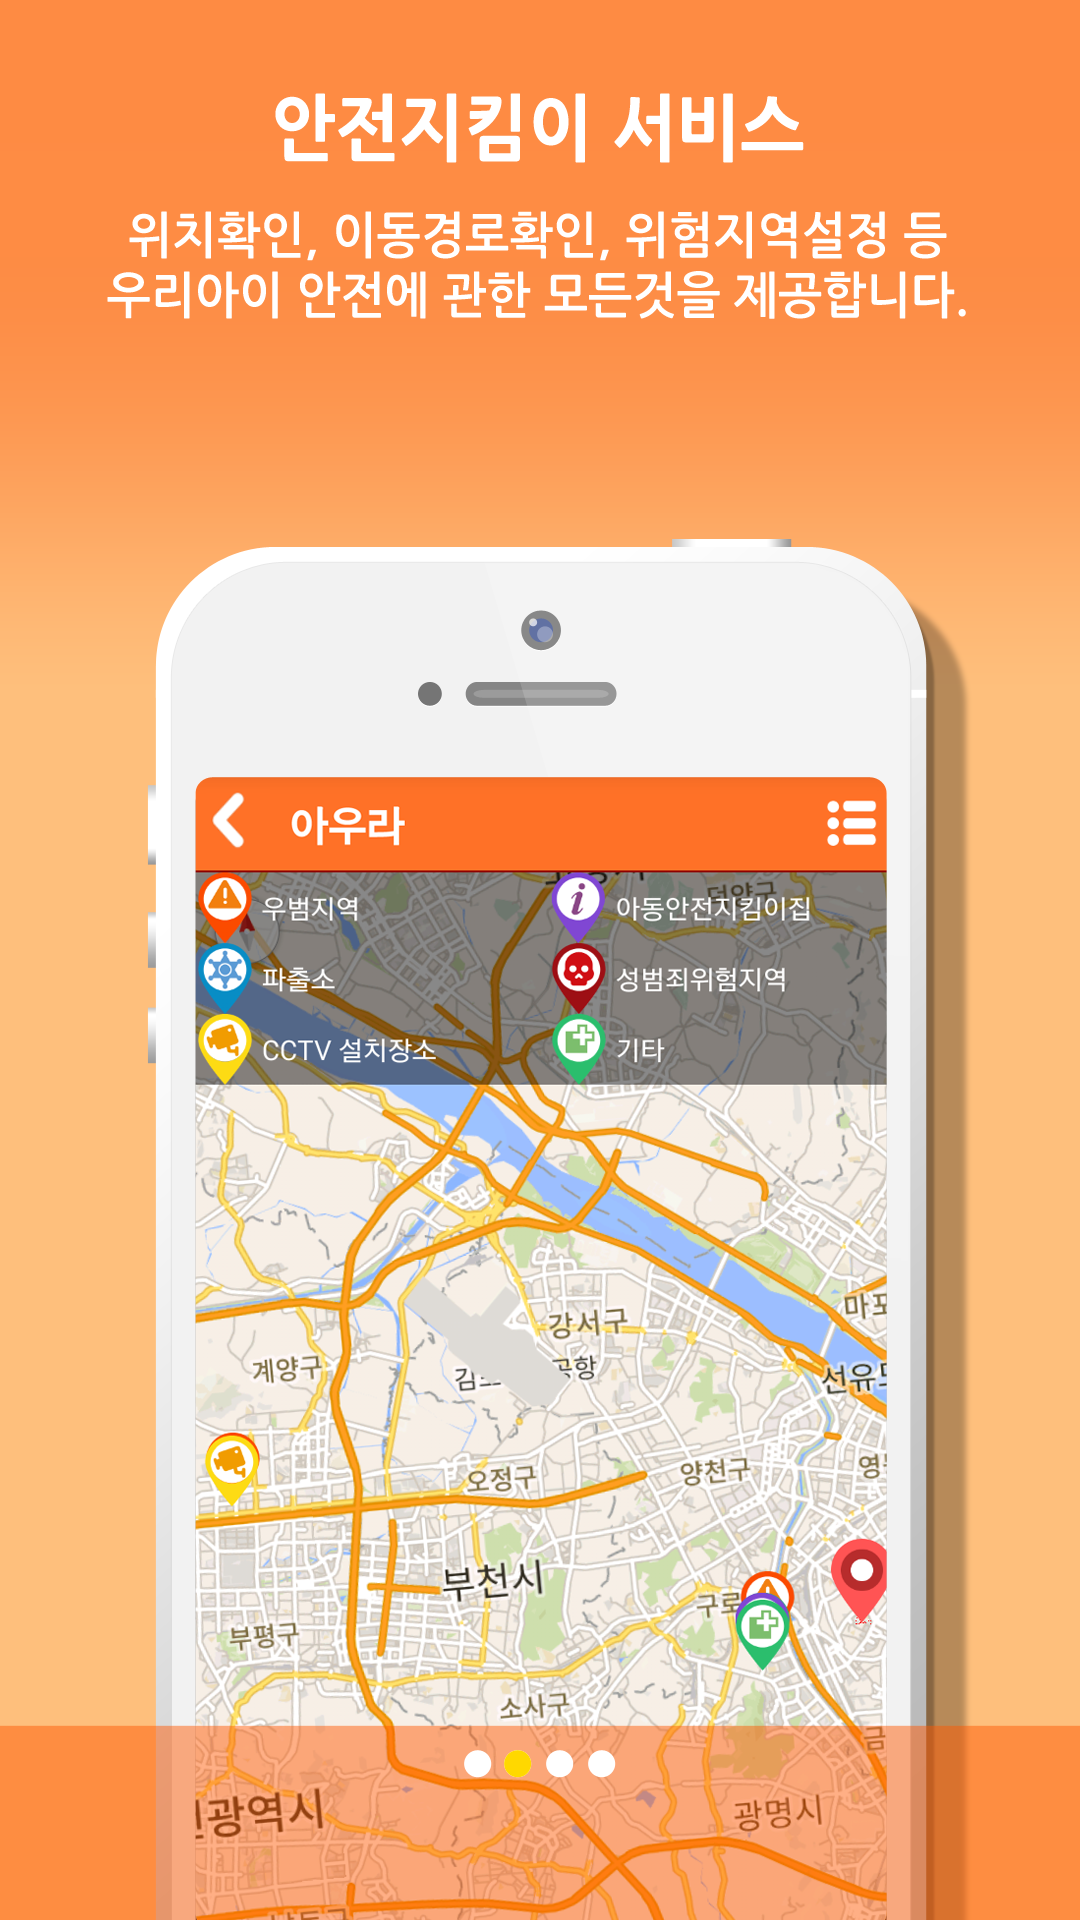 안전지킴이 서비스
위치확인, 이동경로확인, 위험지역설정 등
우리아이 안전에 관한 모든것을 제공합니다.
아우라
우범지역
아동안전지킴이집
덕양구
파출소
성범죄위험지역
CCTV 설치장소
기타
강서구
마포
계양구
공항
선유도
오정구
양천구
영등
부천시
구로
부평구
소사구
금
광역시
광명시
남동구